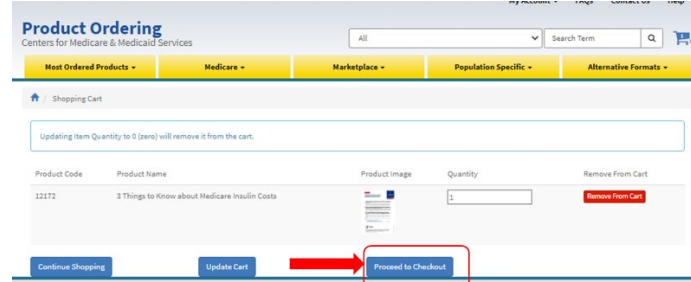 My Account FAQs Contact Us Help
Product Ordering
Centers for Medicare & Medicaid Services
All
Search Term
Most Ordered Products Medicare Marketplace Population Specific Alternative Formats
/ Shopping Cart
Updating Item Quantity to 0 (zero) will remove it from the cart.
Product Code Product Name Product Image Quantity Remove From Cart
12172 3 Things to Know about Medicare Insulin Costs 1 Remove From Cart
Continue Shopping Update Cart Proceed to Checkout